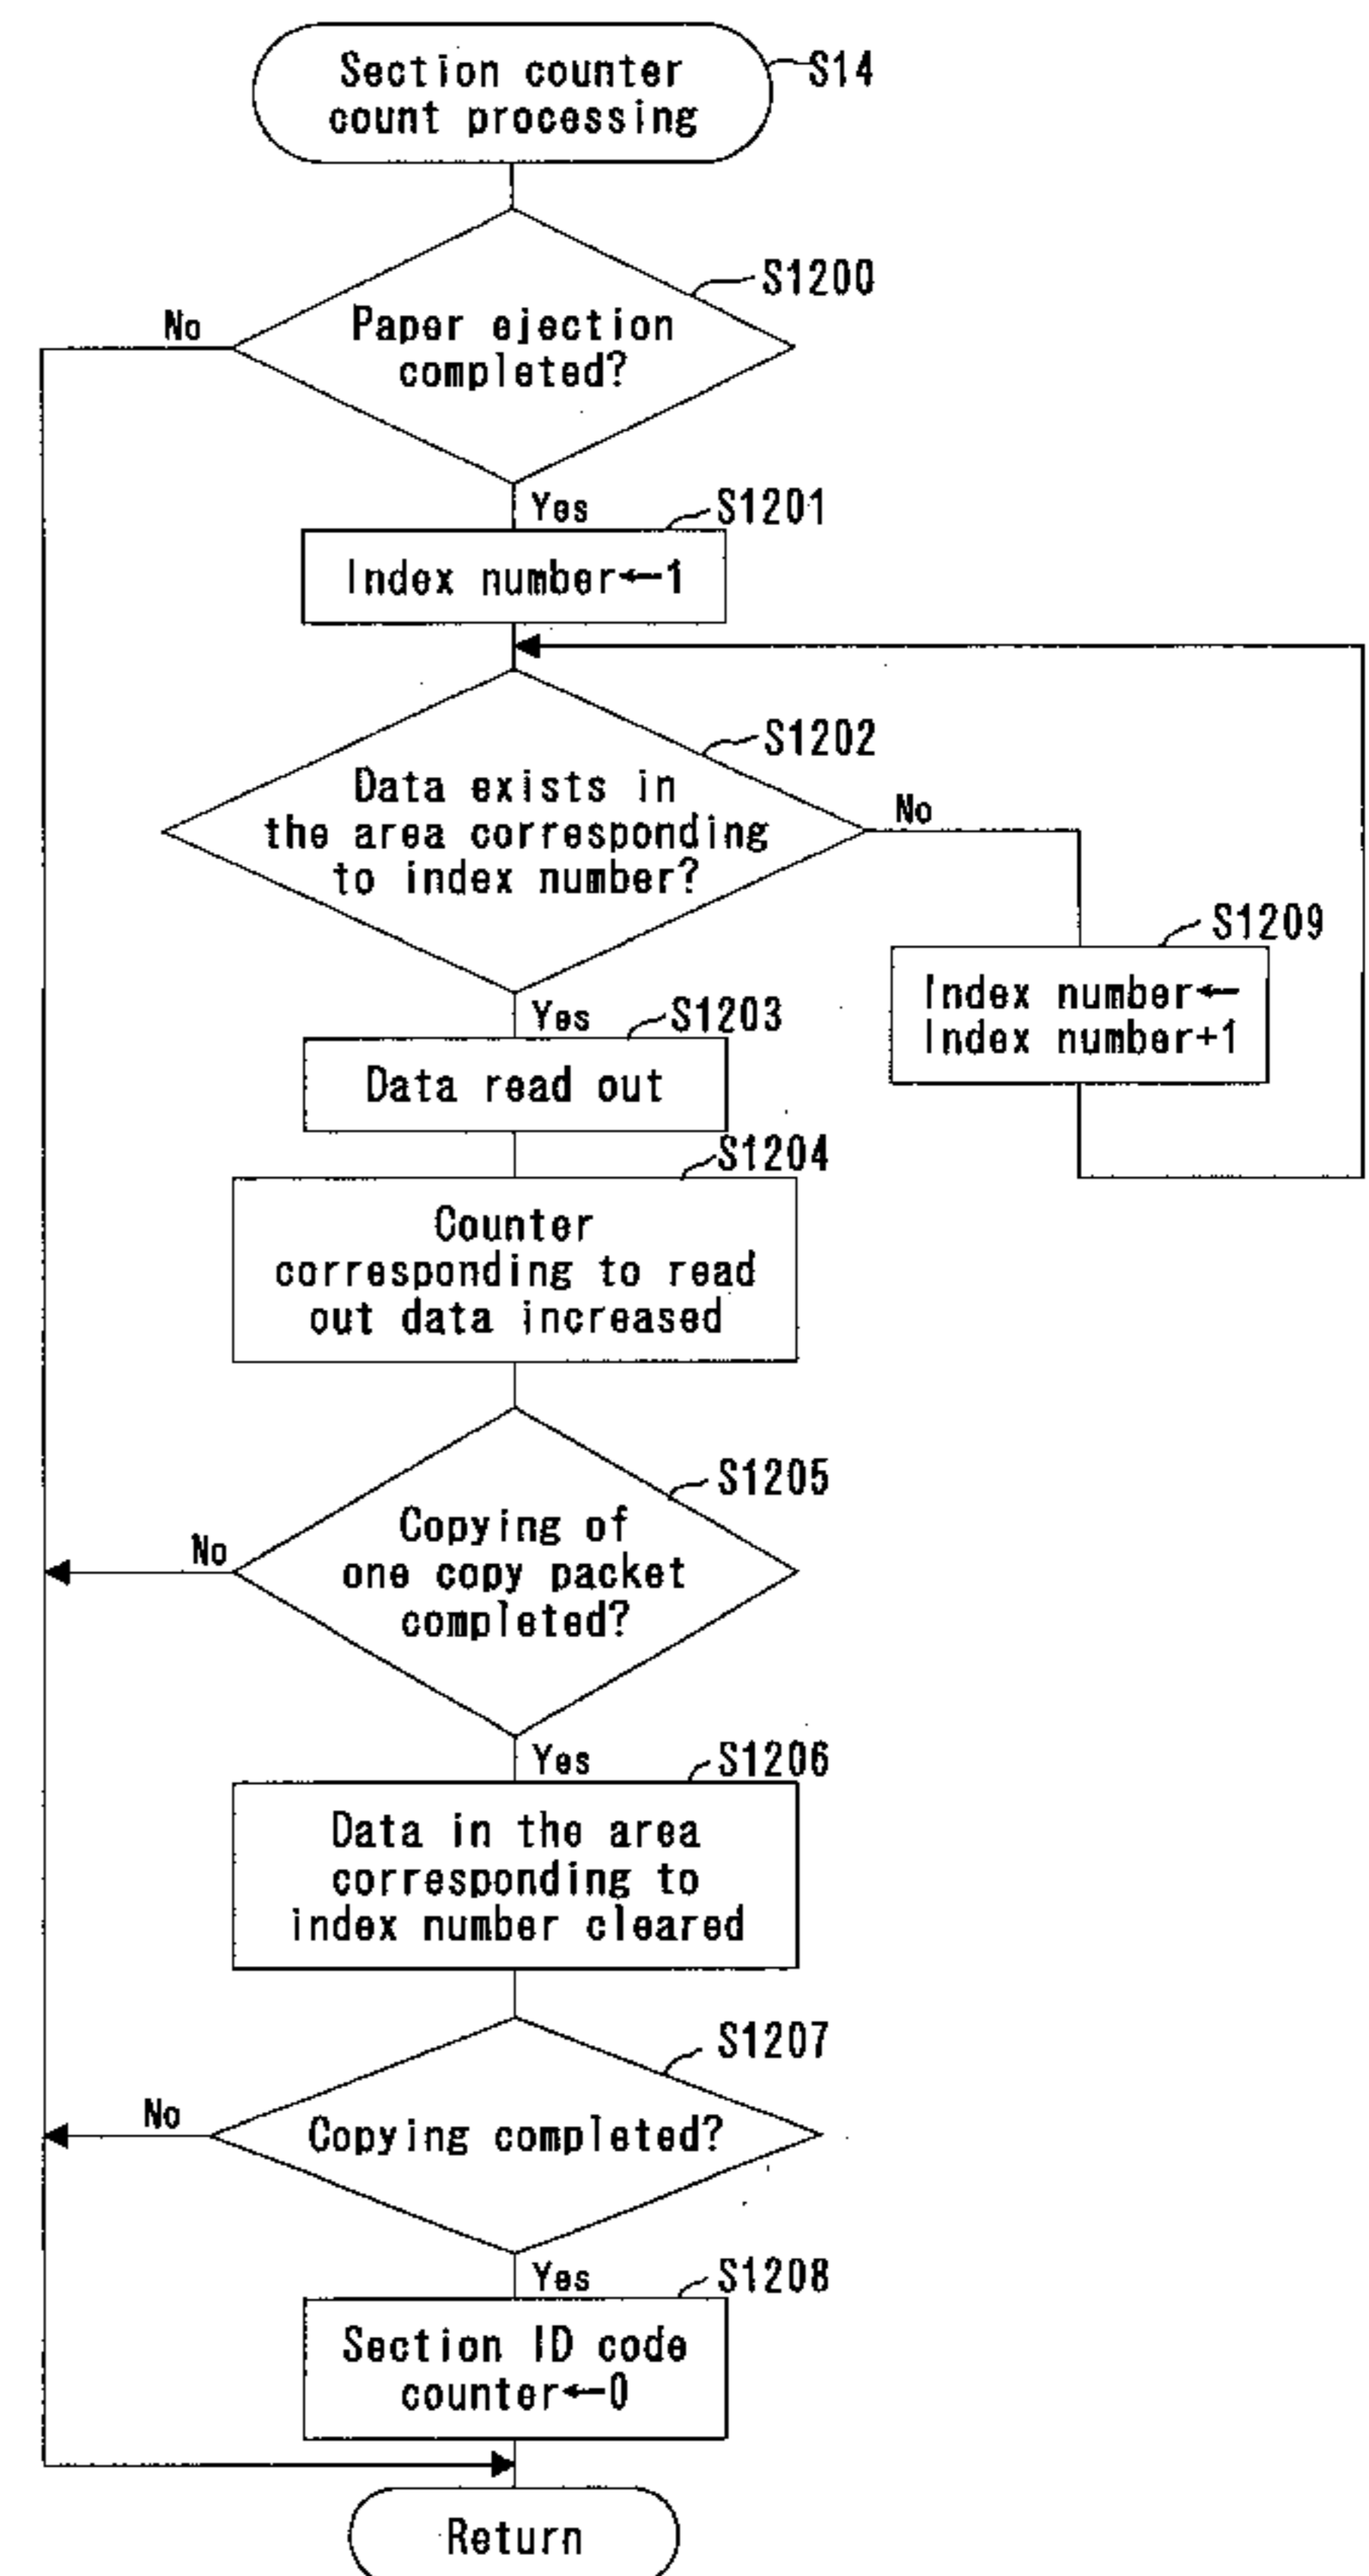 Section counter
count processing
S14
S1200
No
Paper ejection
completed?
Yes
S1201
Index number←1
S1202
Data exists in
the area corresponding
to index number?
No
S1209
Index number←
Index number+1
Yes
S1203
Data read out
S1204
Counter
corresponding to read
out data increased
S1205
Copying of
one copy packet
completed?
No
Yes
S1206
Data in the area
corresponding to
index number cleared
S1207
No
Copying completed?
Yes
S1208
Section ID code
counter←0
Return